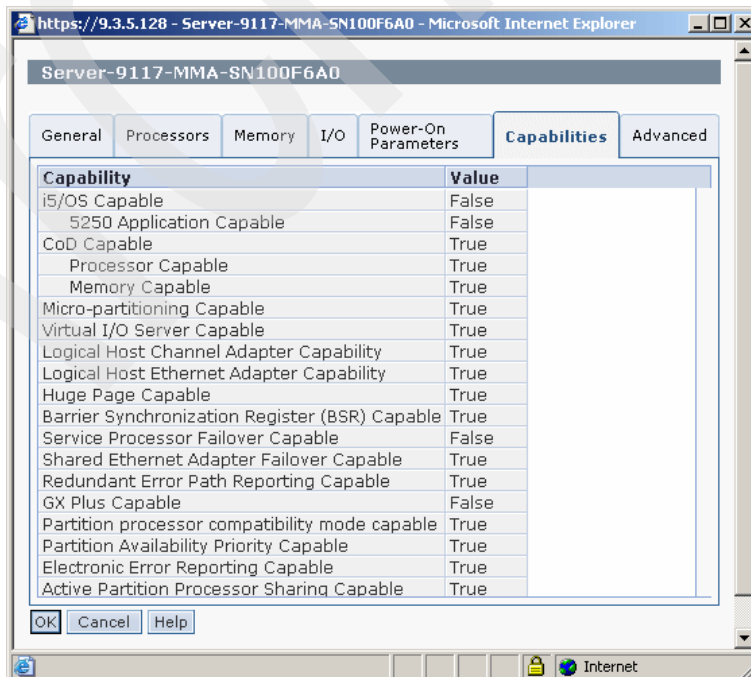 https://9.3.5.128 - Server-9117-MMA-SN100F6A0 - Microsoft Internet Explorer
Server-9117-MMA-SN100F6A0
General Processors Memory I/O Power-On Parameters Capabilities Advanced
Capability Value
i5/OS Capable False
5250 Application Capable False
CoD Capable True
Processor Capable True
Memory Capable True
Micro-partitioning Capable True
Virtual I/O Server Capable True
Logical Host Channel Adapter Capability True
Logical Host Ethernet Adapter Capability True
Huge Page Capable True
Barrier Synchronization Register (BSR) Capable True
Service Processor Failover Capable False
Shared Ethernet Adapter Failover Capable True
Redundant Error Path Reporting Capable True
GX Plus Capable False
Partition processor compatibility mode capable True
Partition Availability Priority Capable True
Electronic Error Reporting Capable True
Active Partition Processor Sharing Capable True
OK Cancel Help
Internet